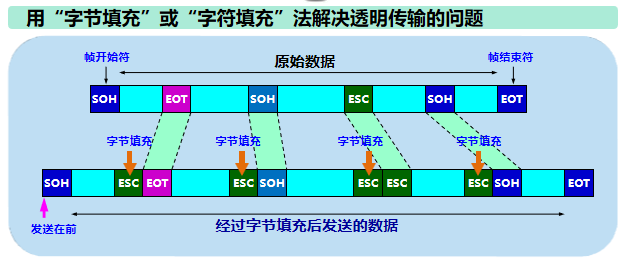 用“字节填充”或“字符填充”法解决透明传输的问题
帧开始符 原始数据 帧结束符
SOH EOT SOH ESC SOH EOT
字节填充 字节填充 字节填充 字节填充
SOH ESC EOT ESC SOH ESC ESC ESC SOH EOT
发送在前 经过字节填充后发送的数据